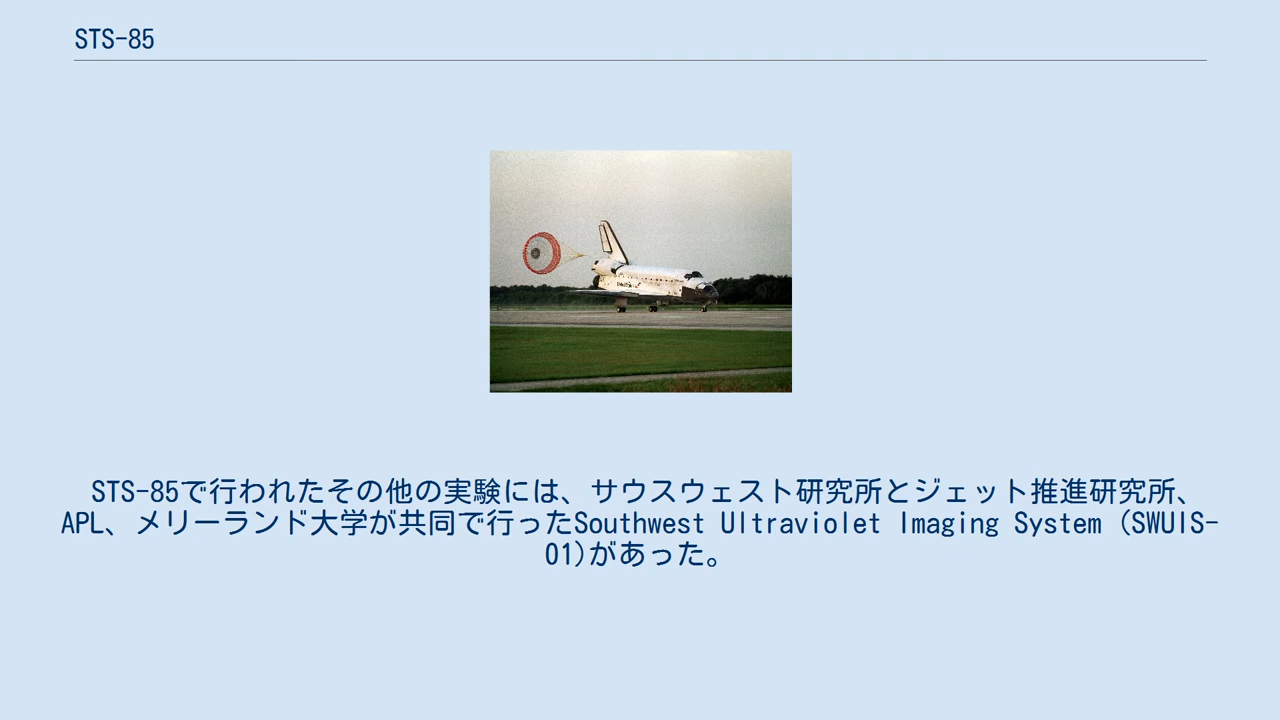 STS-85
STS-85で行われたその他の実験には、サウスウェスト研究所とジェット推進研究所、
APL、メリーランド大学が共同で行ったSouthwest Ultraviolet Imaging System (SWUIS-
01)があった。